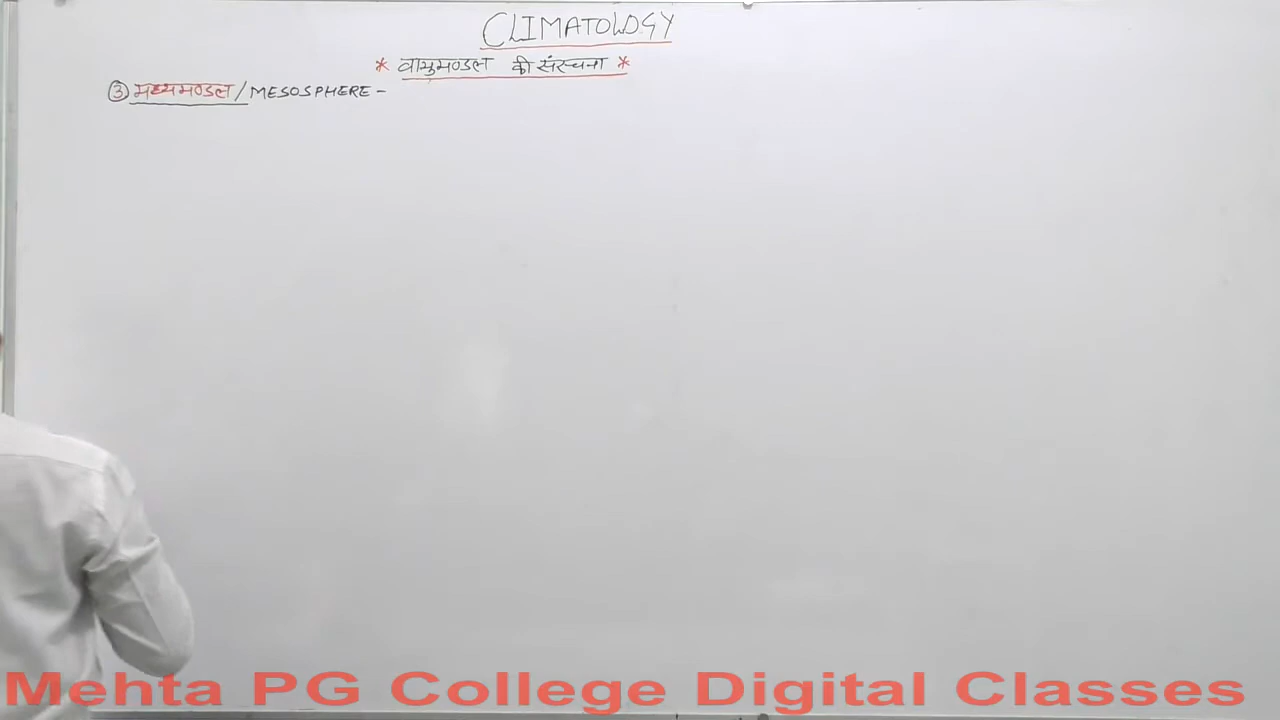 CLIMATOLOGY
* वायुमण्डल की संरचना *
③ मध्यमण्डल / MESOSPHERE -
Mehta PG College Digital Classes